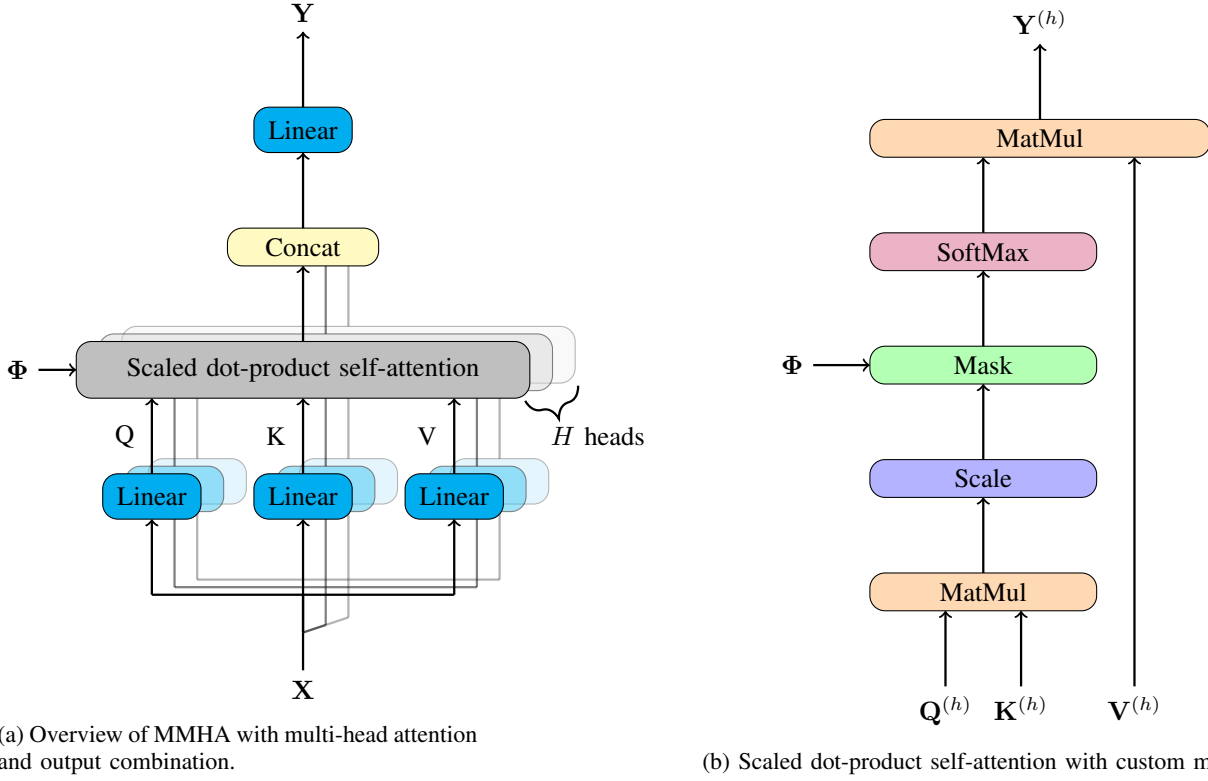 Y
Linear
Concat
Scaled dot-product self-attention
Φ
H heads
Q
K
V
Linear
Linear
Linear
X
(a) Overview of MMHA with multi-head attention
and output combination.
Y(h)
MatMul
SoftMax
Φ
Mask
Scale
MatMul
Q(h) K(h) V(h)
(b) Scaled dot-product self-attention with custom m